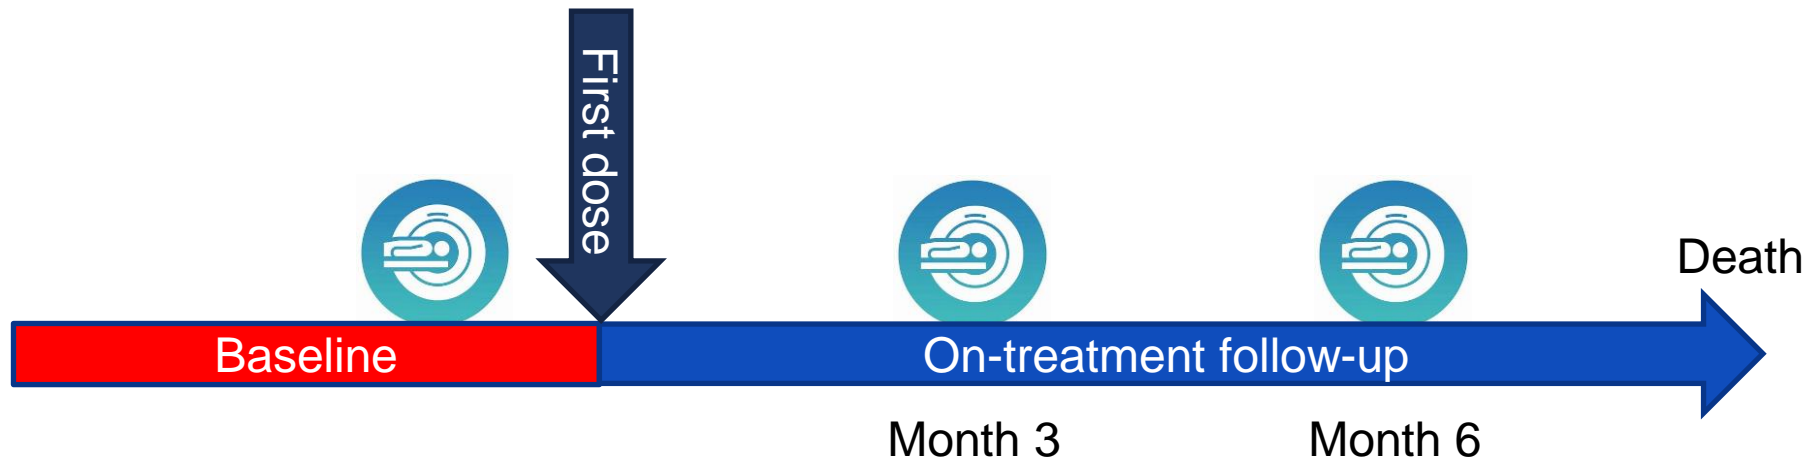 First dose
Death
Baseline
On-treatment follow-up
Month 3
Month 6